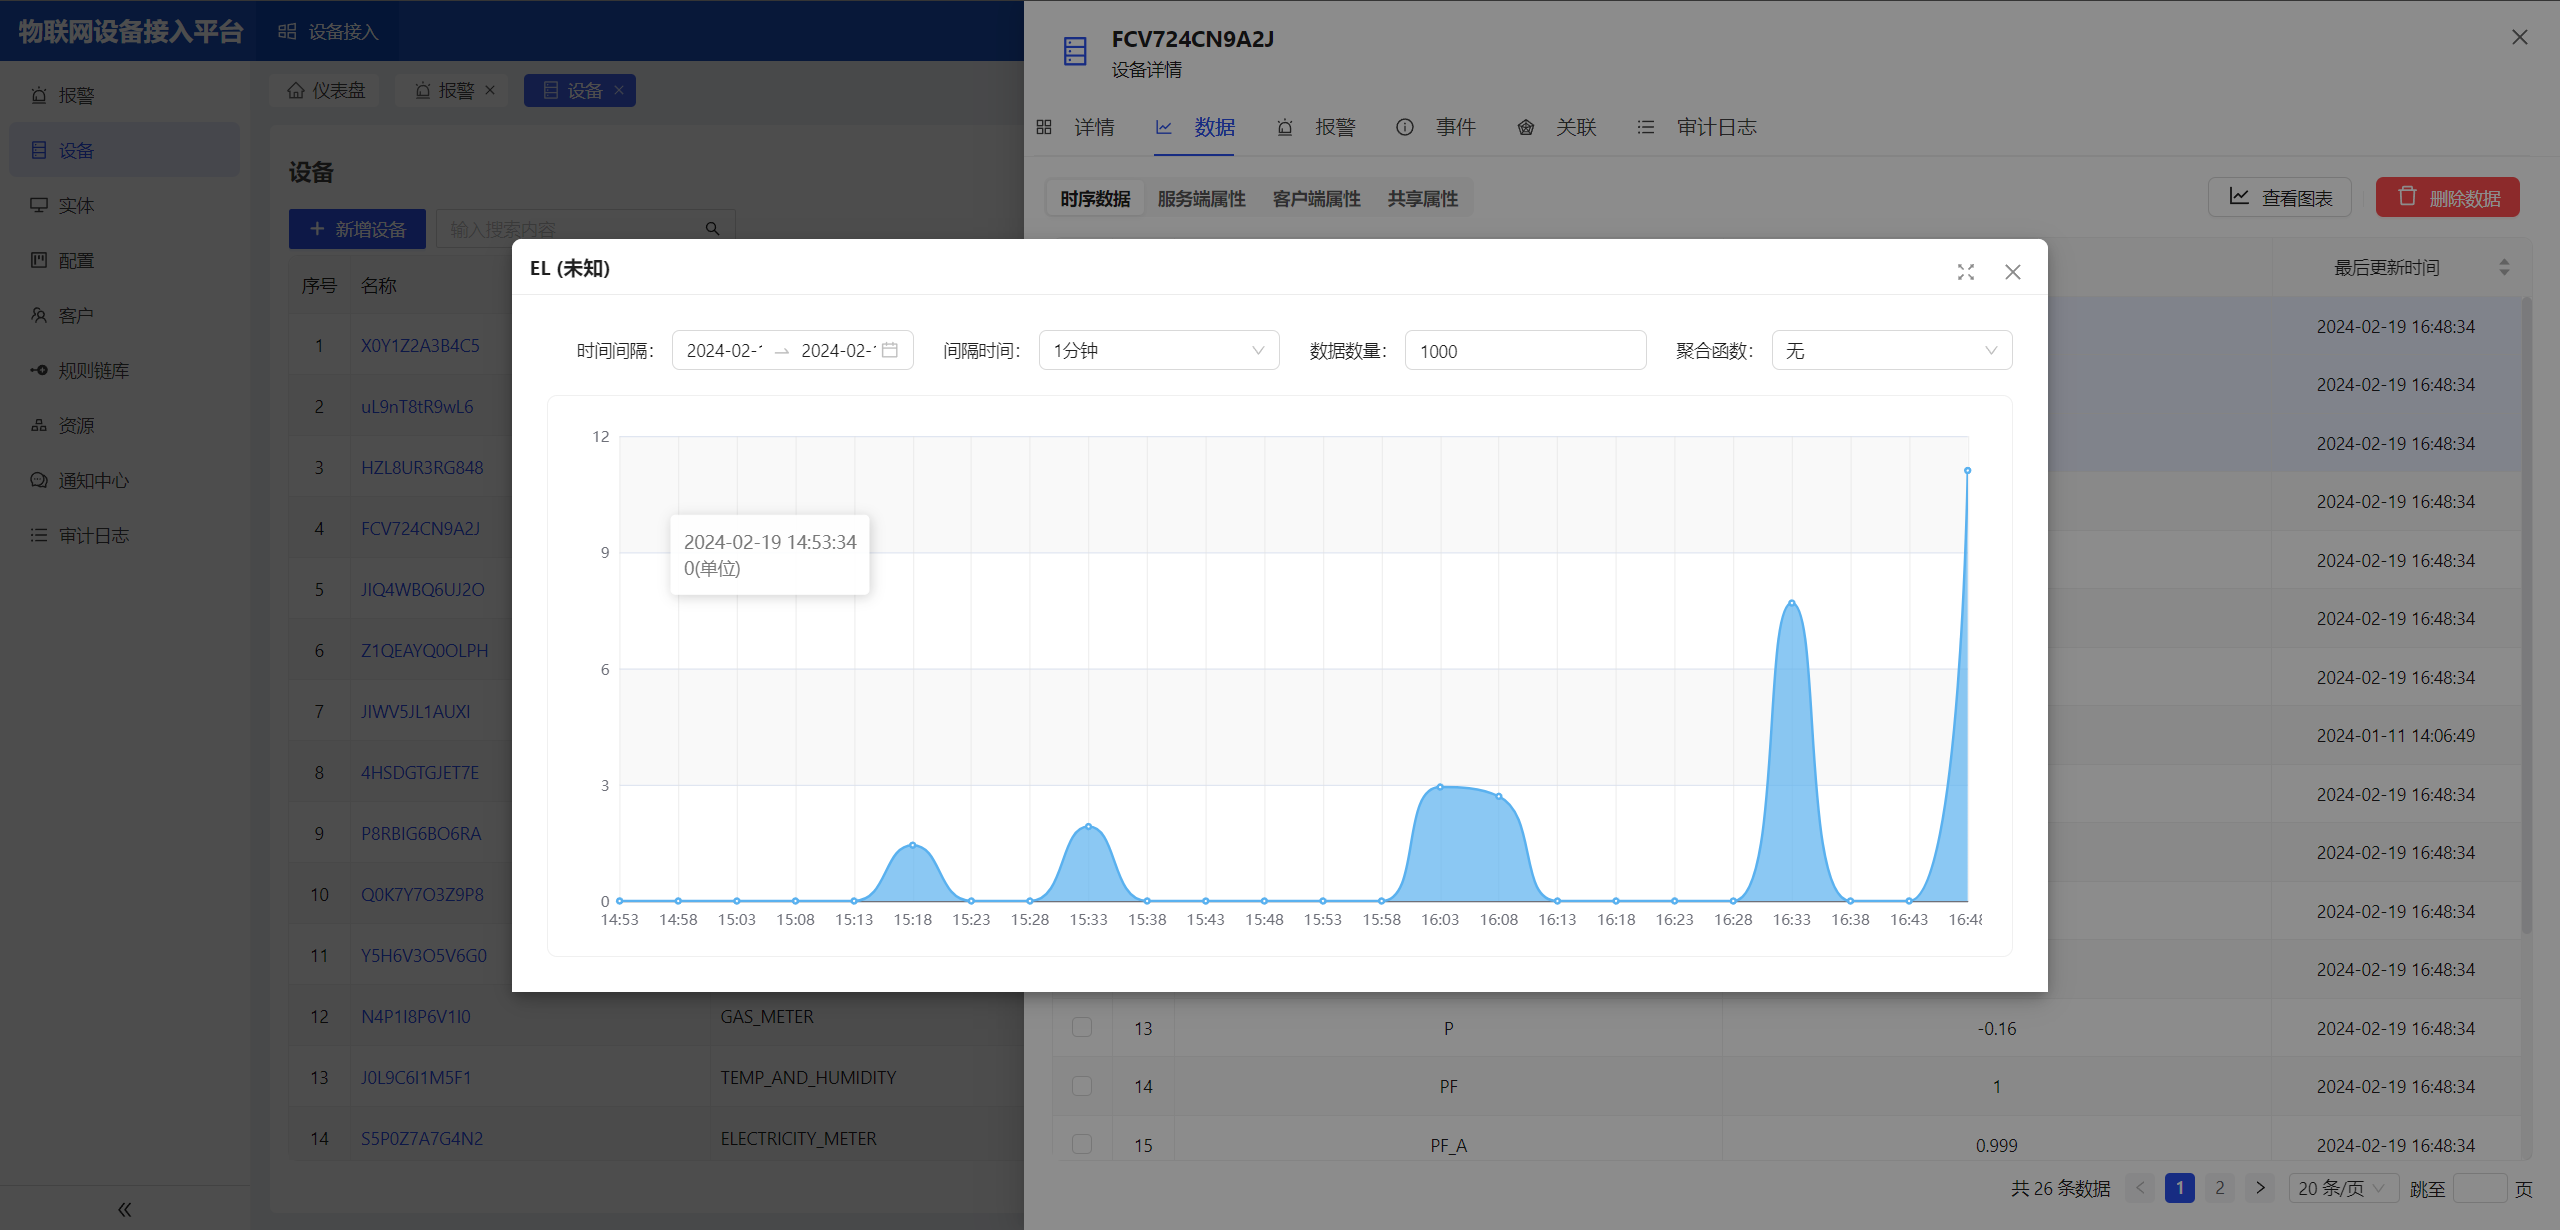 物联网设备接入平台
设备接入
报警
设备
实体
配置
客户
规则链库
资源
通知中心
审计日志
仪表盘
报警
设备
设备
新增设备
输入搜索内容
序号 名称
1 X0Y1Z2A3B4C5
2 uL9nT8tR9wL6
3 HZL8UR3RG848
4 FCV724CN9A2J
5 JIQ4WBQ6UJ2O
6 Z1QEAYQ0OLPH
7 JIWV5JL1AUXI
8 4HSDGTGJET7E
9 P8RBIG6BO6RA
10 Q0K7Y7O3Z9P8
11 Y5H6V3O5V6G0
12 N4P1I8P6V1I0 GAS_METER
13 J0L9C6I1M5F1 TEMP_AND_HUMIDITY
14 S5P0Z7A7G4N2 ELECTRICITY_METER
FCV724CN9A2J
设备详情
详情 数据 报警 事件 关联 审计日志
时序数据 服务端属性 客户端属性 共享属性
查看图表
删除数据
最后更新时间
2024-02-19 16:48:34
2024-02-19 16:48:34
2024-02-19 16:48:34
2024-02-19 16:48:34
2024-02-19 16:48:34
2024-02-19 16:48:34
2024-02-19 16:48:34
2024-01-11 14:06:49
2024-02-19 16:48:34
2024-02-19 16:48:34
2024-02-19 16:48:34
2024-02-19 16:48:34
13 P -0.16 2024-02-19 16:48:34
14 PF 1 2024-02-19 16:48:34
15 PF_A 0.999 2024-02-19 16:48:34
共 26 条数据 1 2 20 条/页 跳至 页
EL (未知)
时间间隔: 2024-02- 2024-02- 间隔时间: 1分钟 数据数量: 1000 聚合函数: 无
12
9
6
3
0
2024-02-19 14:53:34
0(单位)
14:53 14:58 15:03 15:08 15:13 15:18 15:23 15:28 15:33 15:38 15:43 15:48 15:53 15:58 16:03 16:08 16:13 16:18 16:23 16:28 16:33 16:38 16:43 16:48